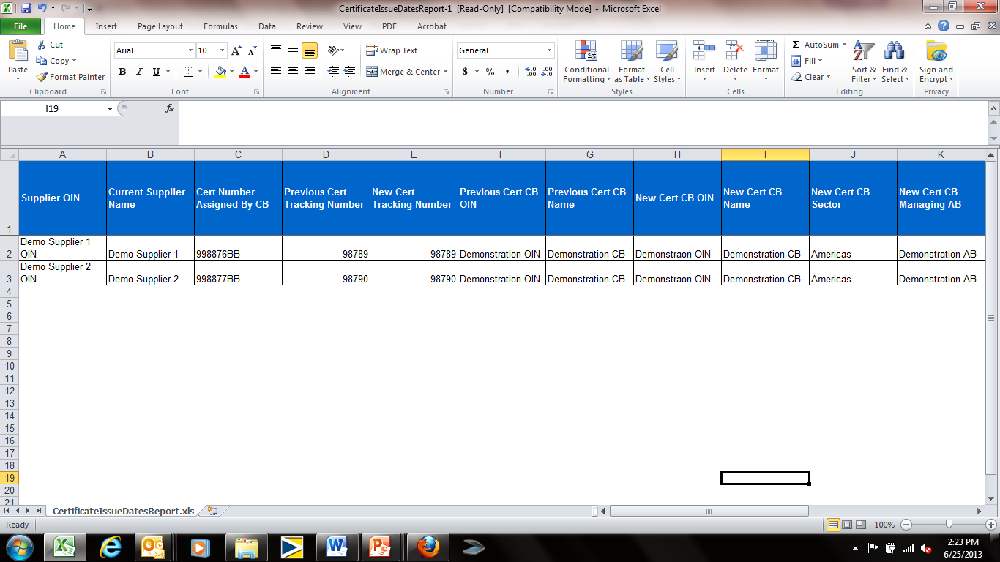 CertificateIssueDatesReport-1 [Read-Only] [Compatibility Mode] - Microsoft Excel
File Home Insert Page Layout Formulas Data Review View PDF Acrobat
Cut Arial 10 Wrap Text General $ % AutoSum
Paste Copy B I U Merge & Center Fill
Format Painter Clear
Conditional Formatting Format as Table Cell Styles Insert Delete Format Sort & Filter Find & Select Sign and Encrypt
Clipboard Font Alignment Number Styles Cells Editing Privacy
I19 fx
A B C D E F G H I J K
1 Supplier OIN Current Supplier Name Cert Number Assigned By CB Previous Cert Tracking Number New Cert Tracking Number Previous Cert CB OIN Previous Cert CB Name New Cert CB OIN New Cert CB Name New Cert CB Sector New Cert CB Managing AB
2 Demo Supplier 1 OIN Demo Supplier 1 998876BB 98789 98789 Demonstration OIN Demonstration CB Demonstraon OIN Demonstration CB Americas Demonstration AB
3 Demo Supplier 2 OIN Demo Supplier 2 998877BB 98790 98790 Demonstration OIN Demonstration CB Demonstraon OIN Demonstration CB Americas Demonstration AB
4
5
6
7
8
9
10
11
12
13
14
15
16
17
18
19
20
21
CertificateIssueDatesReport.xls
Ready 100%
2:23 PM
6/25/2013